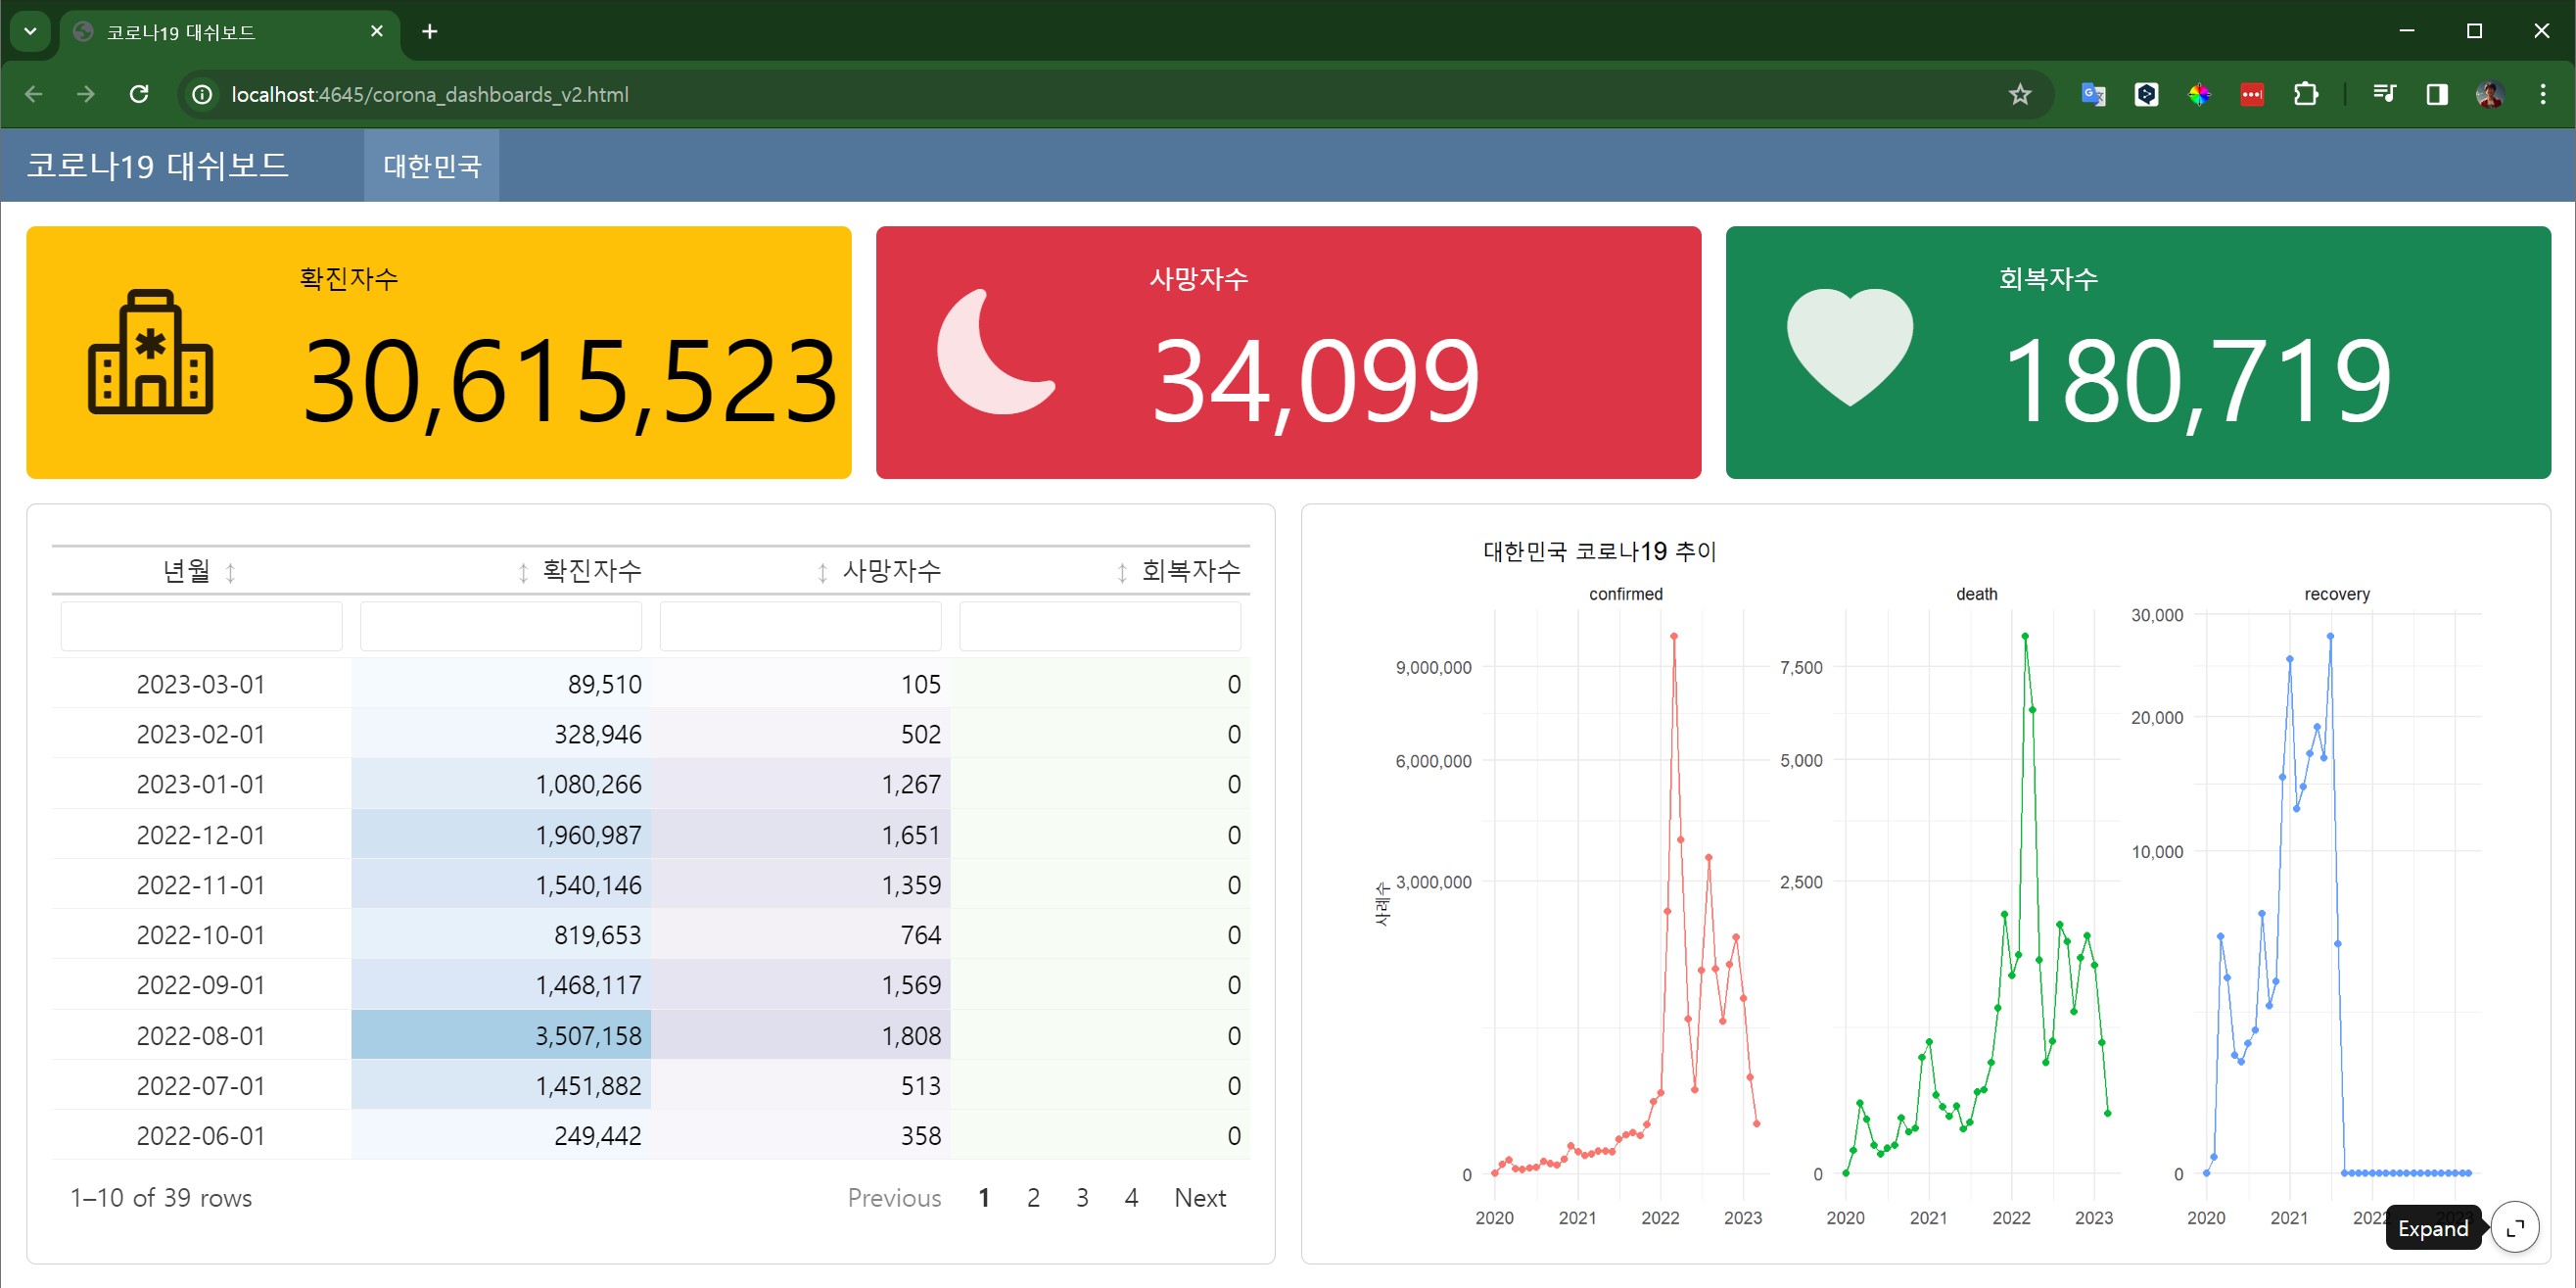 코로나19 대쉬보드
localhost:4645/corona_dashboards_v2.html
코로나19 대쉬보드 대한민국
확진자수
30,615,523
사망자수
34,099
회복자수
180,719
년월 확진자수 사망자수 회복자수
2023-03-01 89,510 105 0
2023-02-01 328,946 502 0
2023-01-01 1,080,266 1,267 0
2022-12-01 1,960,987 1,651 0
2022-11-01 1,540,146 1,359 0
2022-10-01 819,653 764 0
2022-09-01 1,468,117 1,569 0
2022-08-01 3,507,158 1,808 0
2022-07-01 1,451,882 513 0
2022-06-01 249,442 358 0
1–10 of 39 rows Previous 1 2 3 4 Next
대한민국 코로나19 추이
사례수
confirmed
9,000,000
6,000,000
3,000,000
0
2020 2021 2022 2023
death
7,500
5,000
2,500
0
2020 2021 2022 2023
recovery
30,000
20,000
10,000
0
2020 2021 2022 2023
Expand